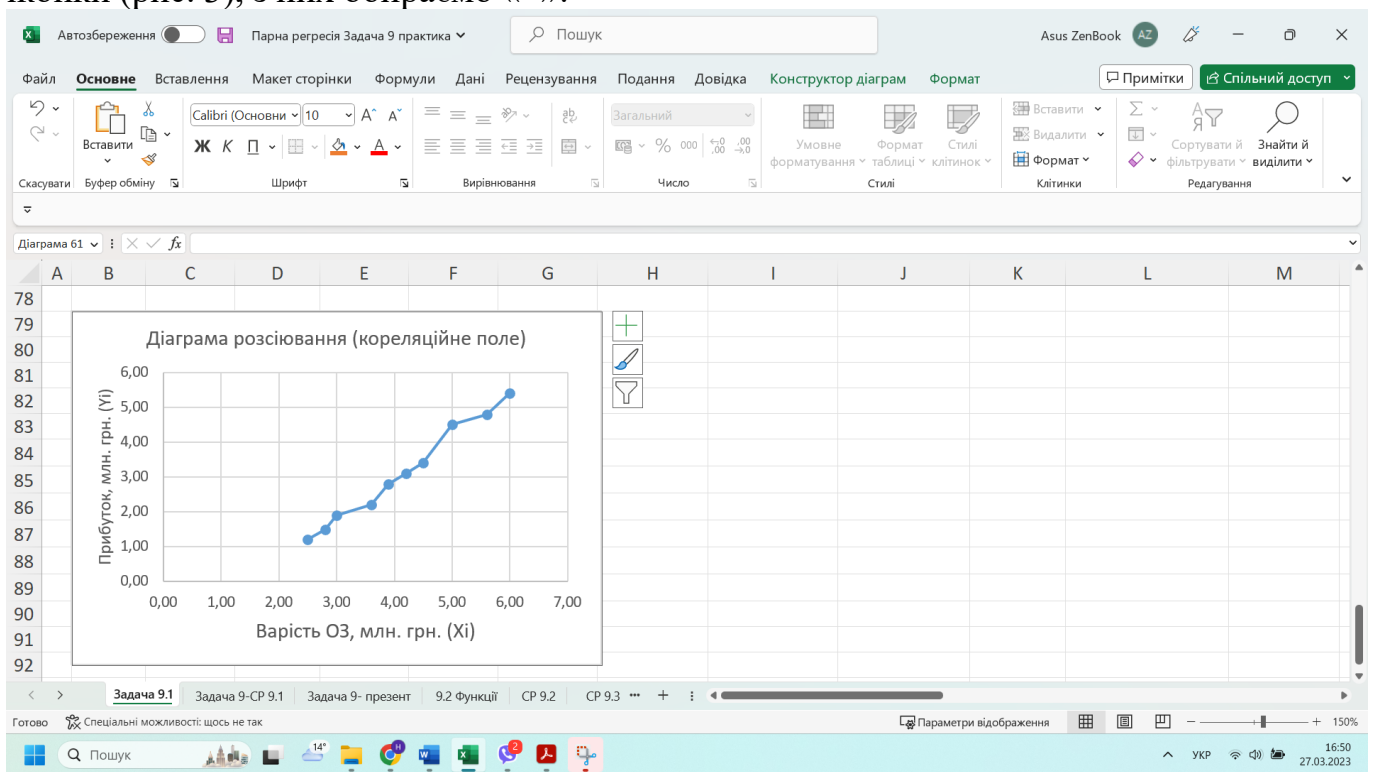 Автозбереження Парна регресія Задача 9 практика Пошук Asus ZenBook AZ
Файл Основне Вставлення Макет сторінки Формули Дані Рецензування Подання Довідка Конструктор діаграм Формат Примітки Спільний доступ
Вставити Calibri (Основни 10 Загальний Умовне форматування Формат таблиці Стилі клітинок Вставити Видалити Формат Сортувати й фільтрувати Знайти й виділити
Ж К П А % 000
Скасувати Буфер обміну Шрифт Вирівнювання Число Стилі Клітинки Редагування
Діаграма 61 fx
A B C D E F G H I J K L M
78
79
80
81
82
83
84
85
86
87
88
89
90
91
92
Діаграма розсіювання (кореляційне поле)
Прибуток, млн. грн. (Yi)
6,00
5,00
4,00
3,00
2,00
1,00
0,00
0,00 1,00 2,00 3,00 4,00 5,00 6,00 7,00
Варість ОЗ, млн. грн. (Xi)
Задача 9.1 Задача 9-СР 9.1 Задача 9- презент 9.2 Функції СР 9.2 СР 9.3
Готово Спеціальні можливості: щось не так Параметри відображення 150%
Пошук 14° H 2 УКР 16:50
27.03.2023